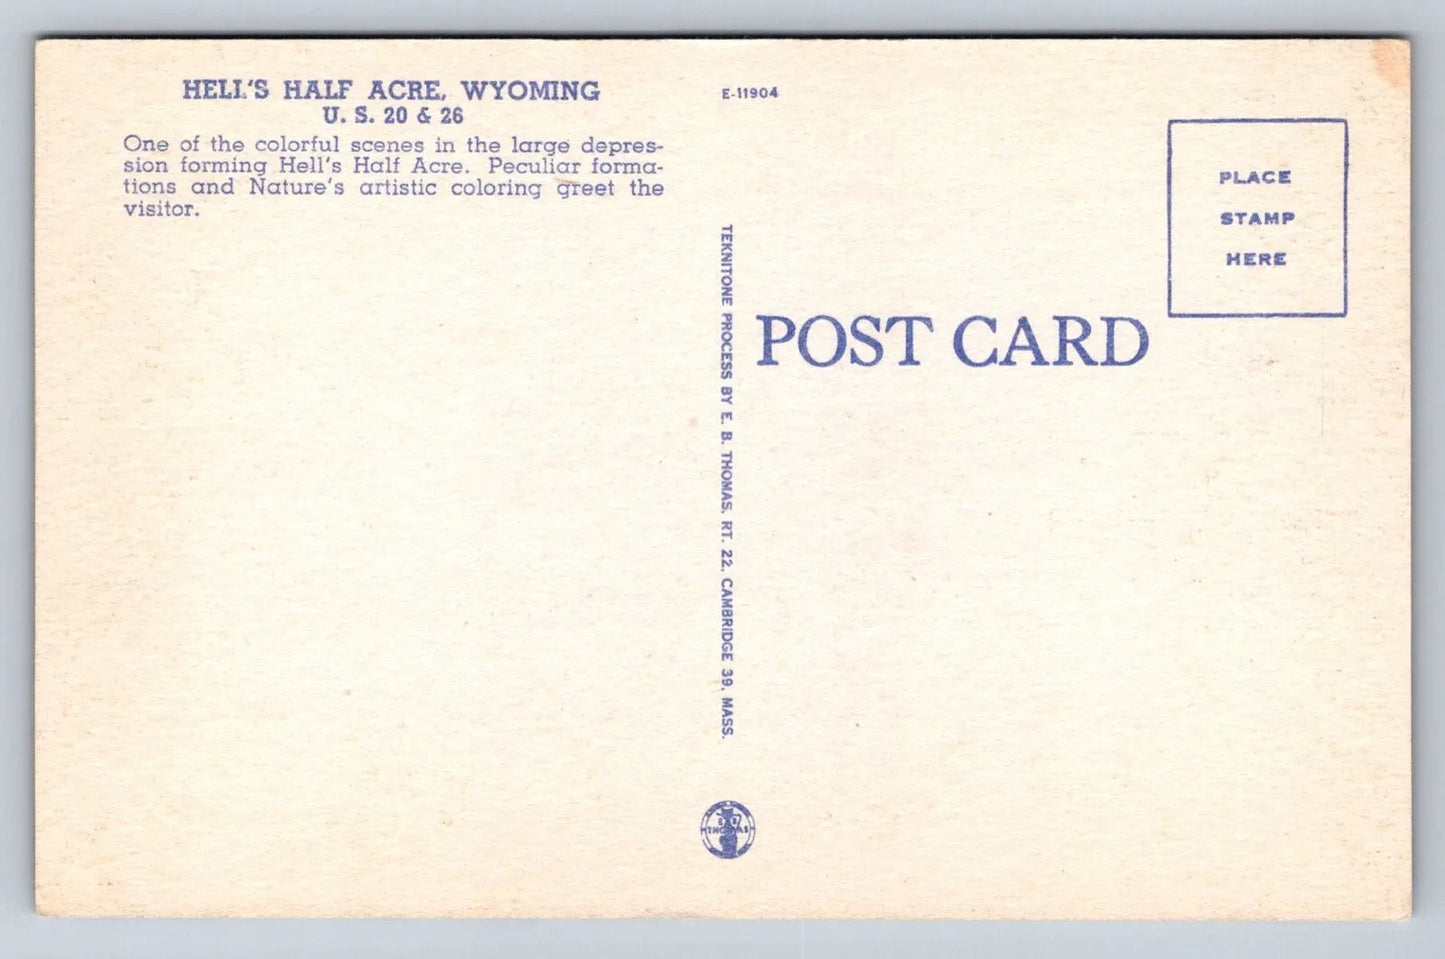 HELL'S HALF ACRE, WYOMING
U. S. 20 & 26
One of the colorful scenes in the large depres-
sion forming Hell's Half Acre. Peculiar forma-
tions and Nature's artistic coloring greet the
visitor.
E-11904
TEKNITONE PROCESS BY E. B. THOMAS, RT. 22, CAMBRIDGE 39, MASS.
THOMAS
POST CARD
PLACE
STAMP
HERE